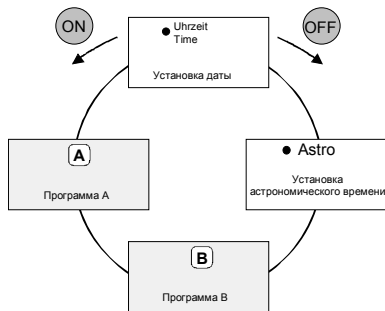 ON
OFF
Uhrzeit
Time
Установка даты
A
Программа A
Astro
Установка
астрономического времени
B
Программа B